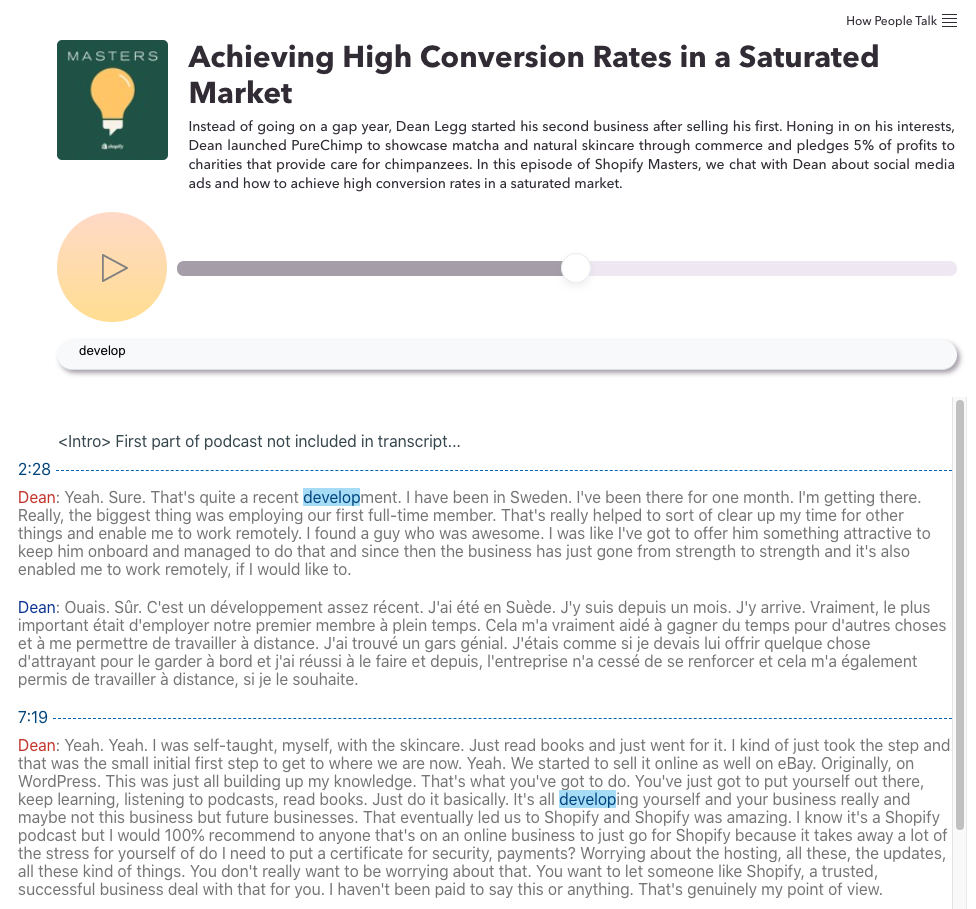 How People Talk
MASTERS
shopify
Achieving High Conversion Rates in a Saturated
Market
Instead of going on a gap year, Dean Legg started his second business after selling his first. Honing in on his interests,
Dean launched PureChimp to showcase matcha and natural skincare through commerce and pledges 5% of profits to
charities that provide care for chimpanzees. In this episode of Shopify Masters, we chat with Dean about social media
ads and how to achieve high conversion rates in a saturated market.
develop
<Intro> First part of podcast not included in transcript...
2:28
Dean: Yeah. Sure. That's quite a recent development. I have been in Sweden. I've been there for one month. I'm getting there.
Really, the biggest thing was employing our first full-time member. That's really helped to sort of clear up my time for other
things and enable me to work remotely. I found a guy who was awesome. I was like I've got to offer him something attractive to
keep him onboard and managed to do that and since then the business has just gone from strength to strength and it's also
enabled me to work remotely, if I would like to.
Dean: Ouais. Sûr. C'est un développement assez récent. J'ai été en Suède. J'y suis depuis un mois. J'y arrive. Vraiment, le plus
important était d'employer notre premier membre à plein temps. Cela m'a vraiment aidé à gagner du temps pour d'autres choses
et à me permettre de travailler à distance. J'ai trouvé un gars génial. J'étais comme si je devais lui offrir quelque chose
d'attrayant pour le garder à bord et j'ai réussi à le faire et depuis, l'entreprise n'a cessé de se renforcer et cela m'a également
permis de travailler à distance, si je le souhaite.
7:19
Dean: Yeah. Yeah. I was self-taught, myself, with the skincare. Just read books and just went for it. I kind of just took the step and
that was the small initial first step to get to where we are now. Yeah. We started to sell it online as well on eBay. Originally, on
WordPress. This was just all building up my knowledge. That's what you've got to do. You've just got to put yourself out there,
keep learning, listening to podcasts, read books. Just do it basically. It's all developing yourself and your business really and
maybe not this business but future businesses. That eventually led us to Shopify and Shopify was amazing. I know it's a Shopify
podcast but I would 100% recommend to anyone that's on an online business to just go for Shopify because it takes away a lot of
the stress for yourself of do I need to put a certificate for security, payments? Worrying about the hosting, all these, the updates,
all these kind of things. You don't really want to be worrying about that. You want to let someone like Shopify, a trusted,
successful business deal with that for you. I haven't been paid to say this or anything. That's genuinely my point of view.